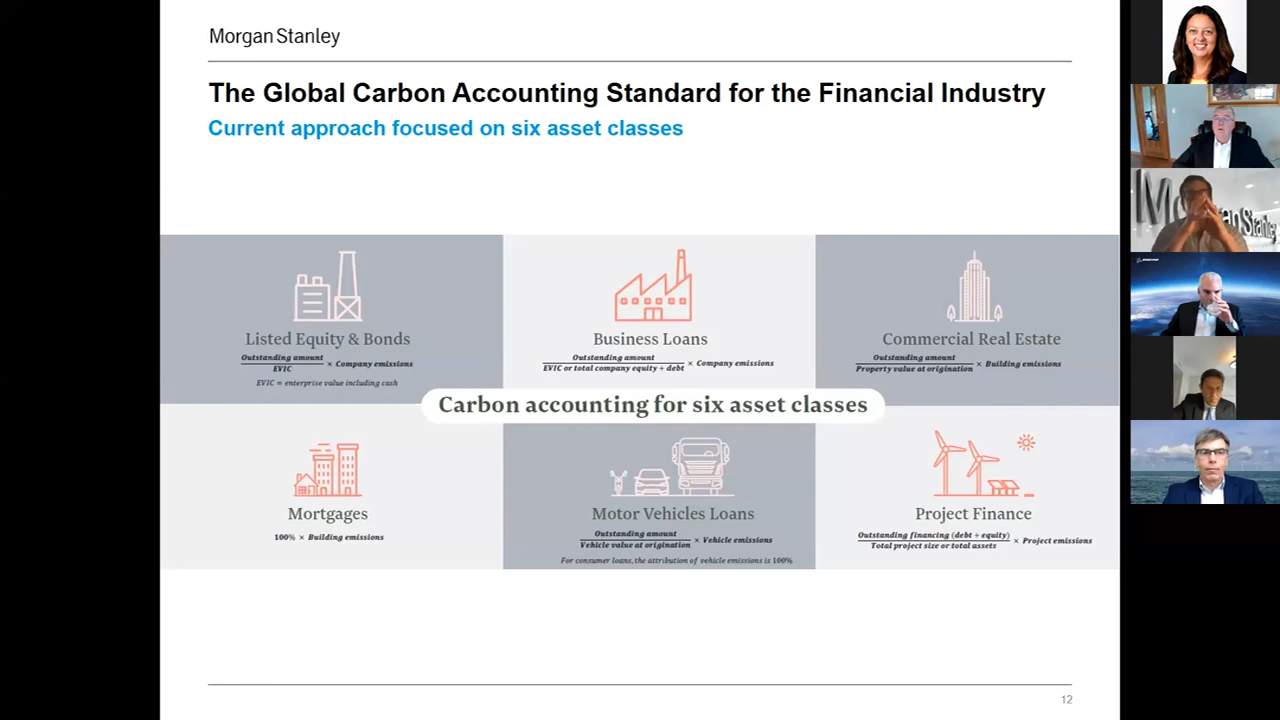 Morgan Stanley
The Global Carbon Accounting Standard for the Financial Industry
Current approach focused on six asset classes
Listed Equity & Bonds
Outstanding amount
EVIC
× Company emissions
EVIC = enterprise value including cash
Business Loans
Outstanding amount
EVIC or total company equity + debt
× Company emissions
Commercial Real Estate
Outstanding amount
Property value at origination
× Building emissions
Carbon accounting for six asset classes
Mortgages
100% × Building emissions
Motor Vehicles Loans
Outstanding amount
Vehicle value at origination
× Vehicle emissions
For consumer loans, the attribution of vehicle emissions is 100%
Project Finance
Outstanding financing (debt + equity)
Total project size or total assets
× Project emissions
12